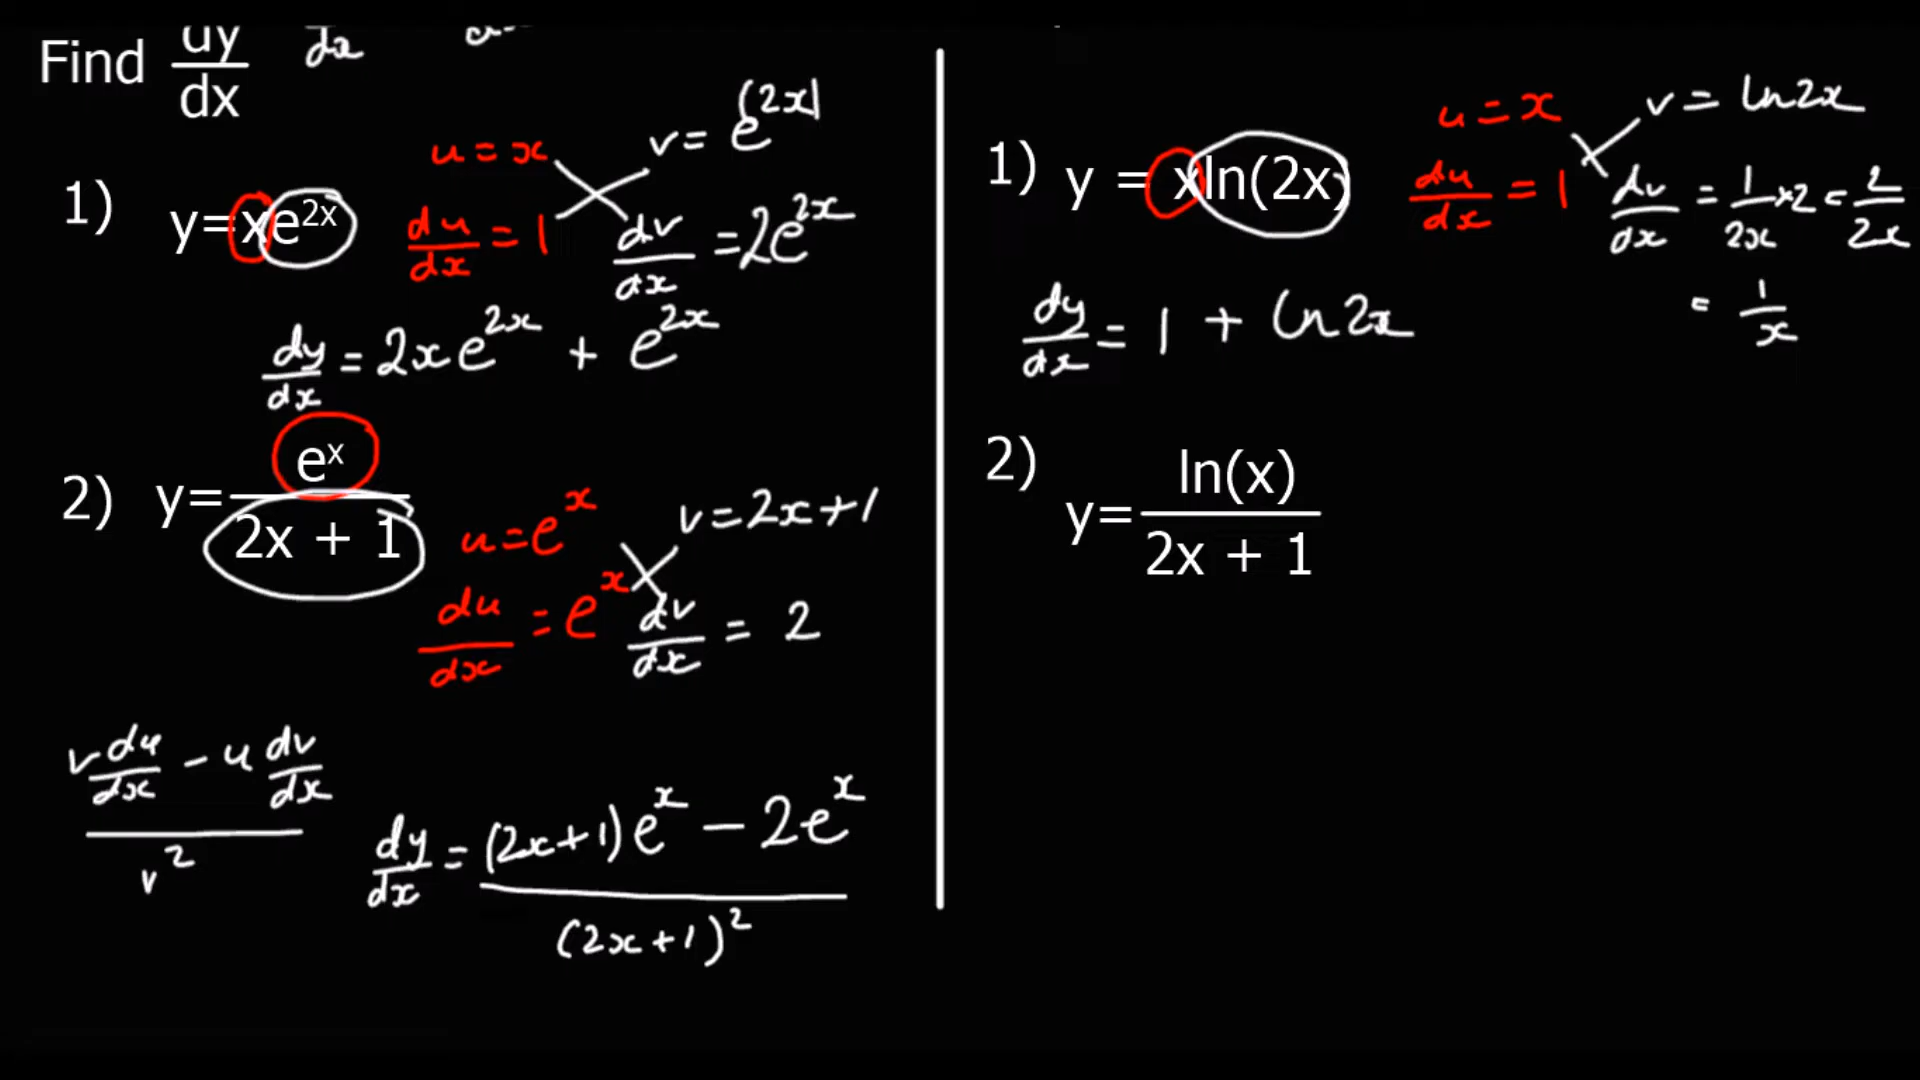 Find dy/dx
dx
1) y=xe^2x
u = x
v = e^(2x)
du/dx = 1
dv/dx = 2e^2x
dy/dx = 2xe^2x + e^2x
2) y= e^x/2x + 1
u = e^x
v = 2x+1
du/dx = e^x
dv/dx = 2
v du/dx - u dv/dx
v^2
dy/dx = (2x+1)e^x - 2e^x
(2x+1)^2
1) y = xln(2x)
u = x
v = ln2x
du/dx = 1
dv/dx = 1/2x ×2 = 2/2x
= 1/x
dy/dx = 1 + ln2x
2) y= ln(x)/2x + 1